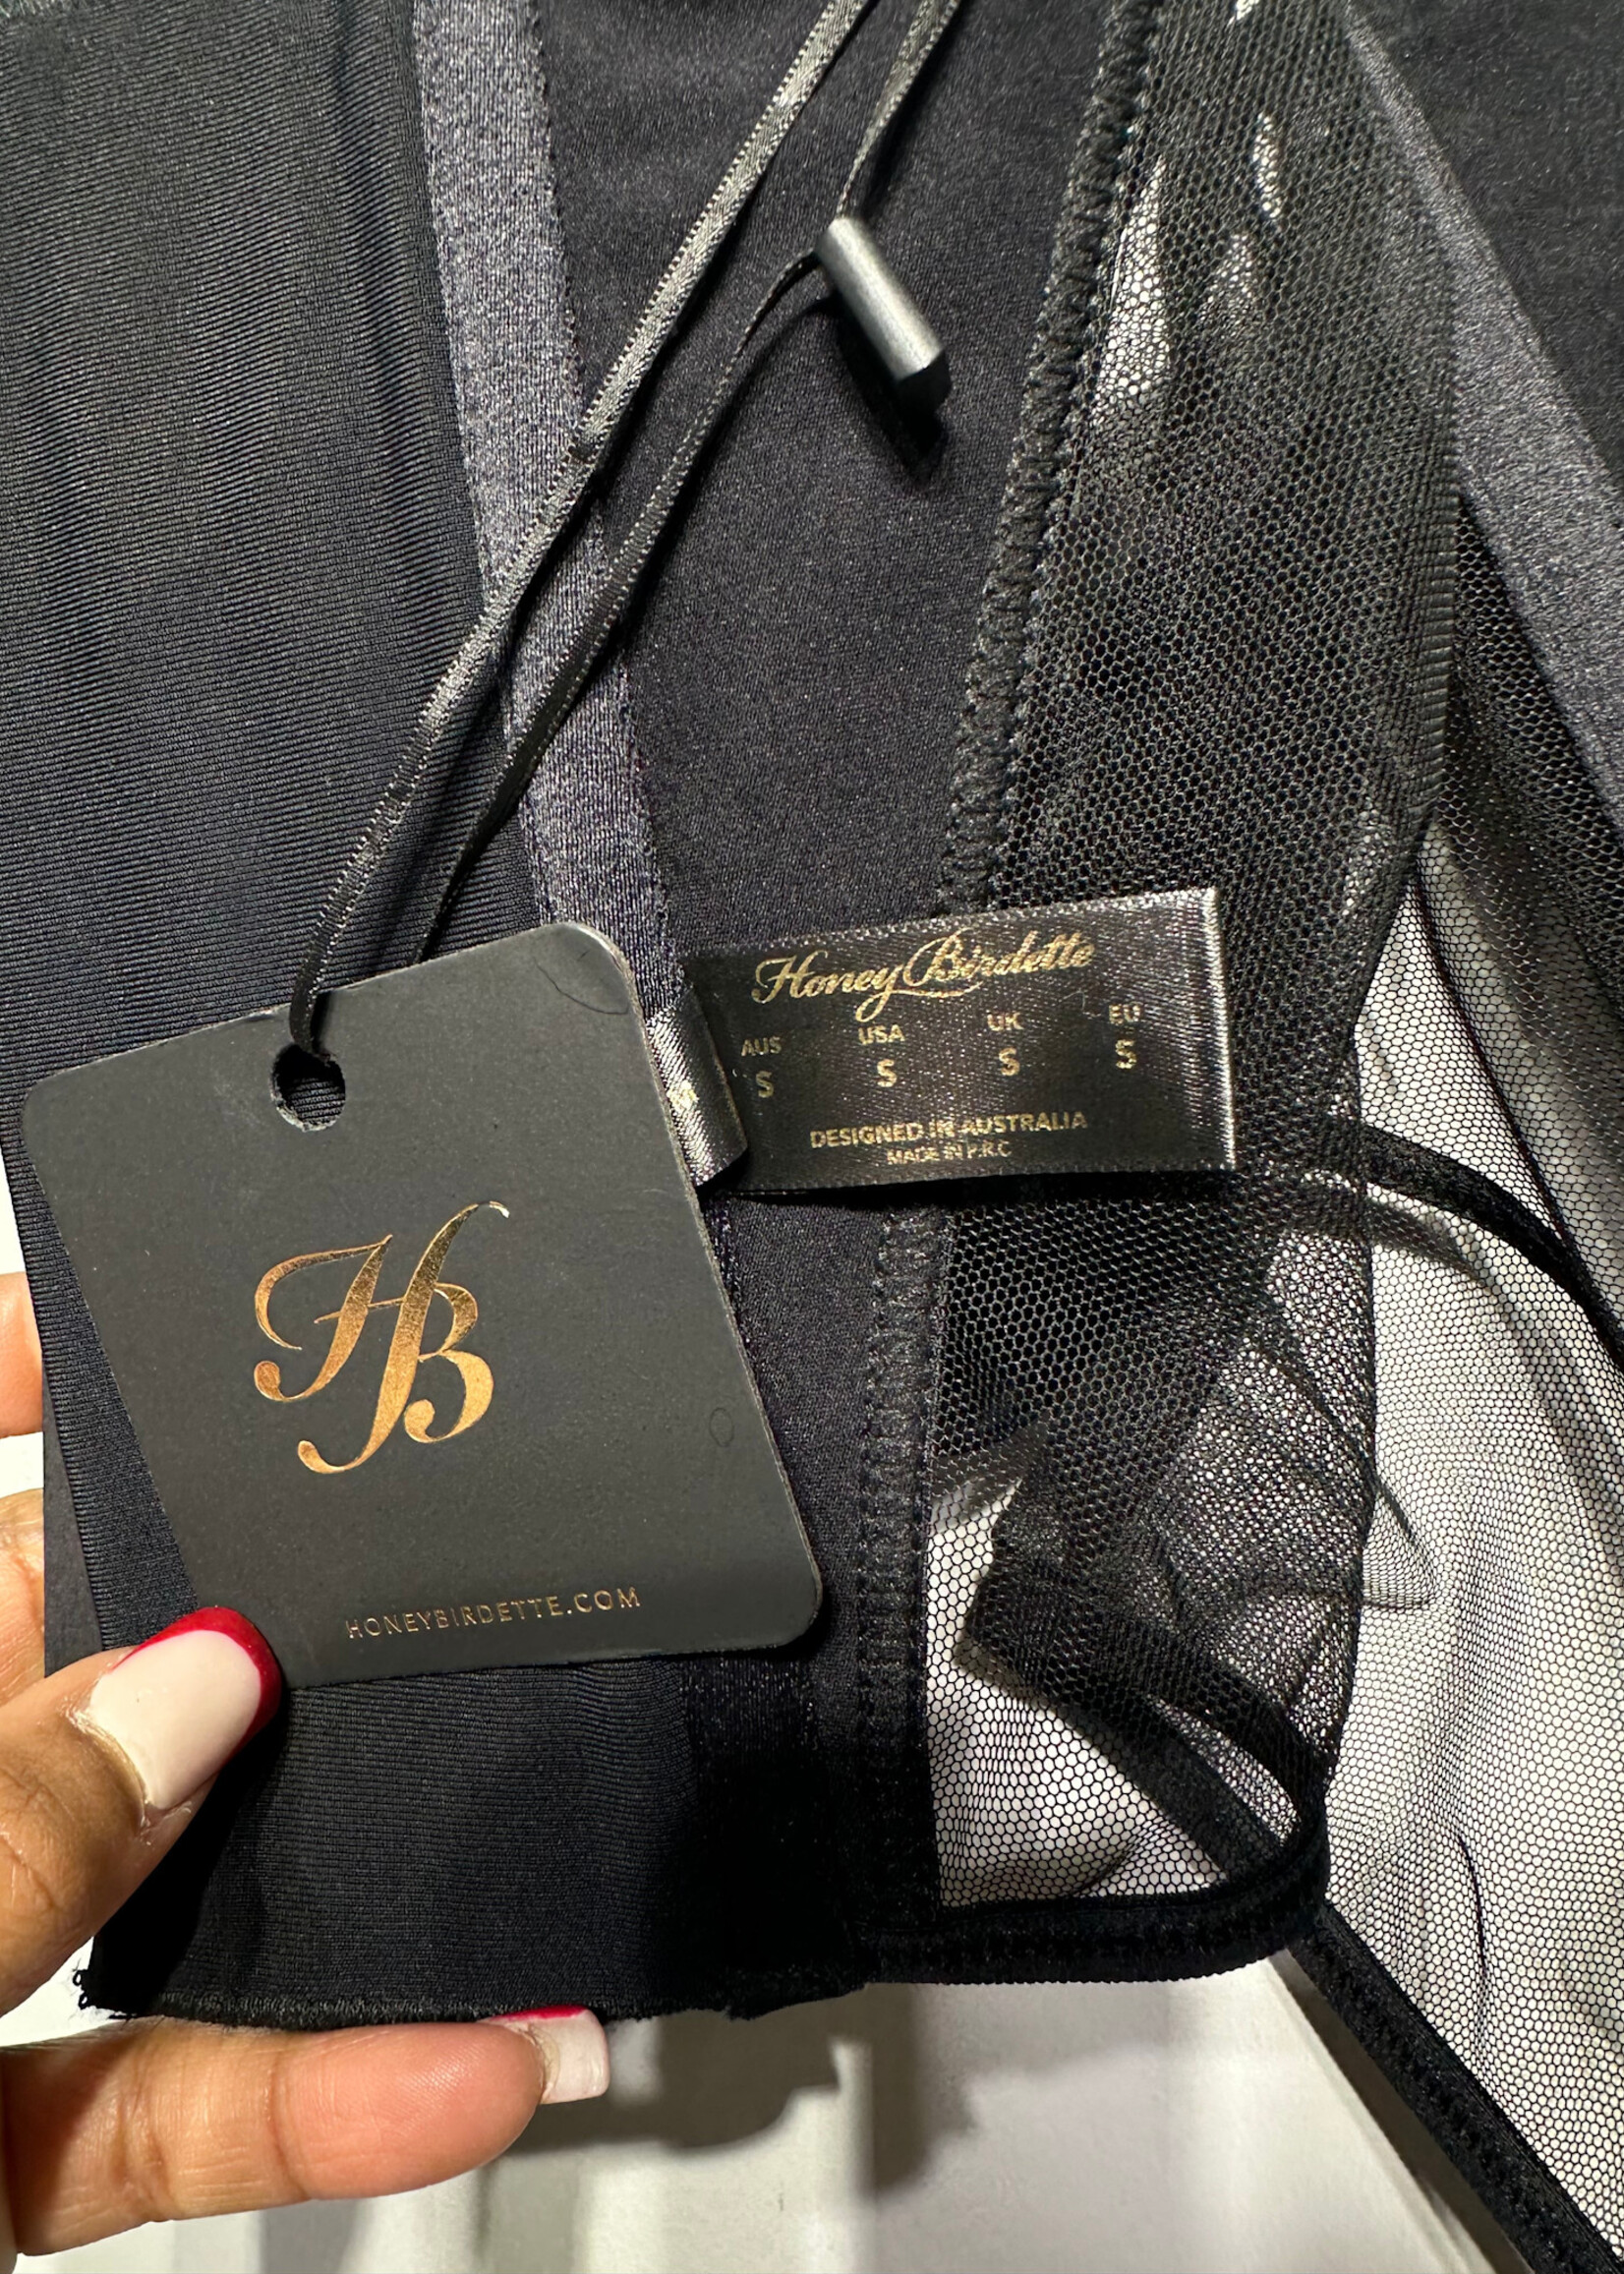 Honey Birdette
AUS USA UK EU
S S S S
DESIGNED IN AUSTRALIA
MADE IN P.R.C
HB
HONEYBIRDETTE.COM